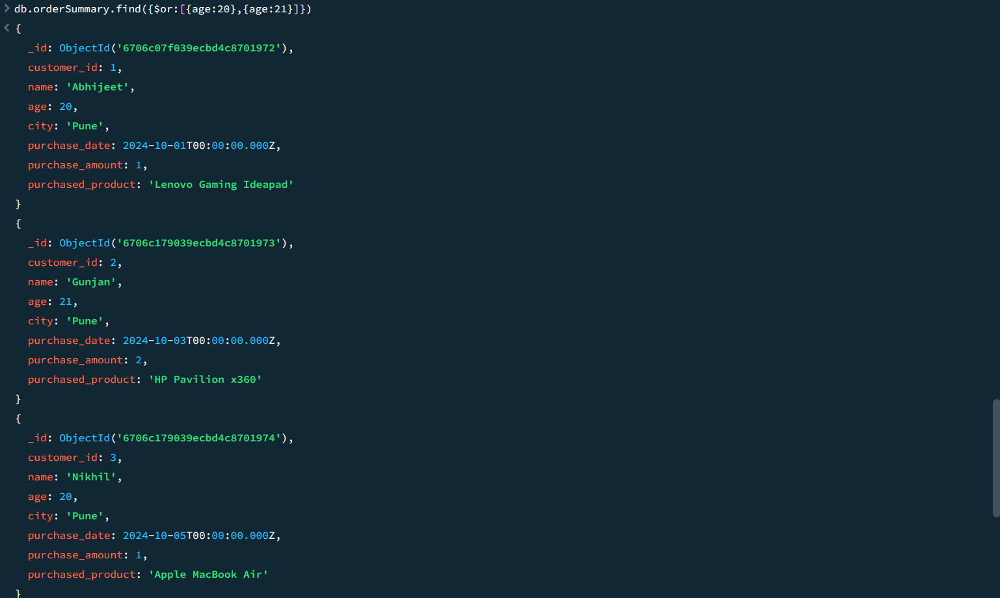 db.orderSummary.find({$or:[{age:20},{age:21}]})
{
_id: ObjectId('6706c07f039ecbd4c8701972'),
customer_id: 1,
name: 'Abhijeet',
age: 20,
city: 'Pune',
purchase_date: 2024-10-01T00:00:00.000Z,
purchase_amount: 1,
purchased_product: 'Lenovo Gaming Ideapad'
}
{
_id: ObjectId('6706c179039ecbd4c8701973'),
customer_id: 2,
name: 'Gunjan',
age: 21,
city: 'Pune',
purchase_date: 2024-10-03T00:00:00.000Z,
purchase_amount: 2,
purchased_product: 'HP Pavilion x360'
}
{
_id: ObjectId('6706c179039ecbd4c8701974'),
customer_id: 3,
name: 'Nikhil',
age: 20,
city: 'Pune',
purchase_date: 2024-10-05T00:00:00.000Z,
purchase_amount: 1,
purchased_product: 'Apple MacBook Air'
}